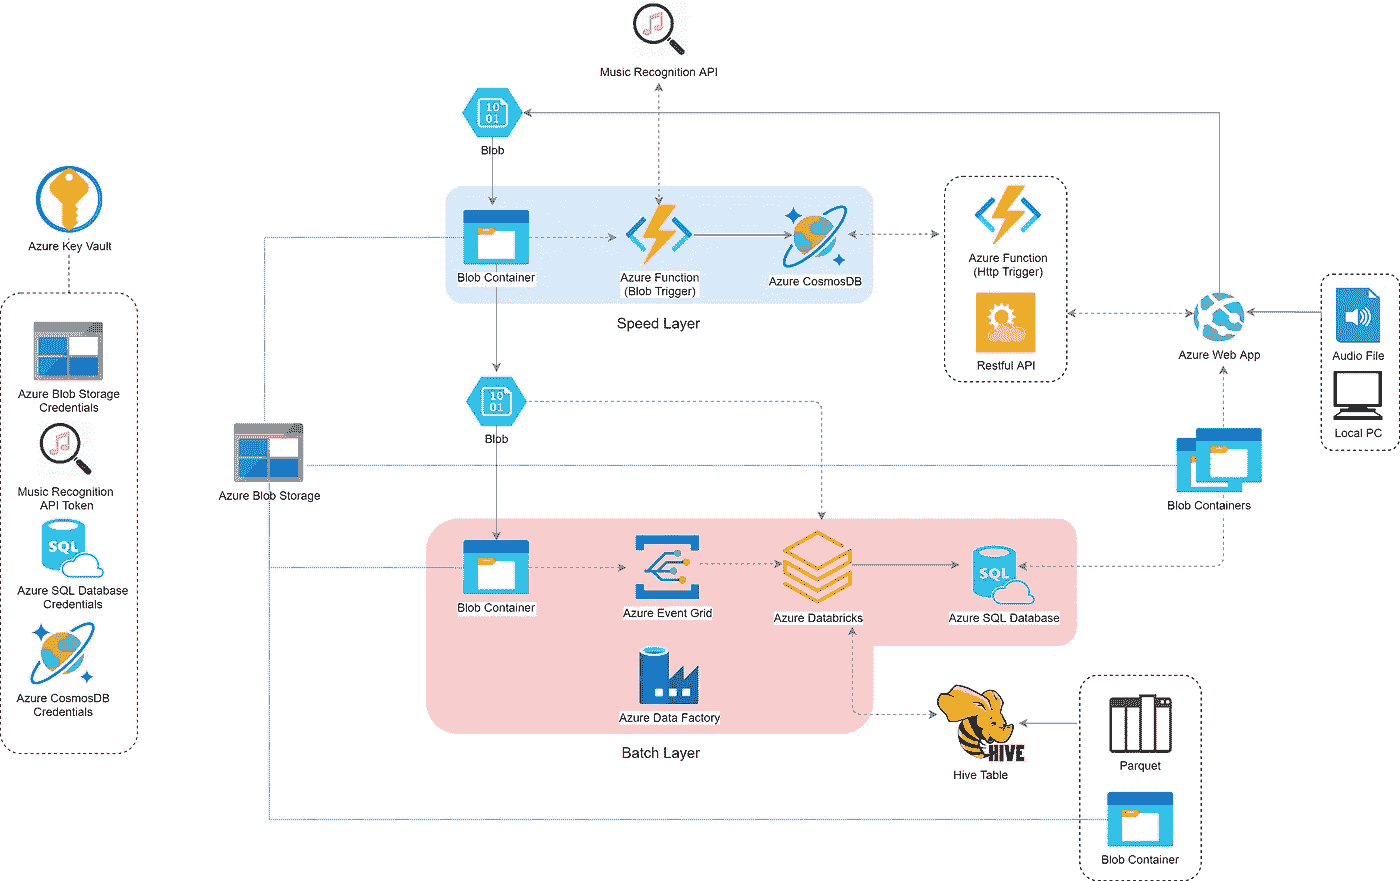 Music Recognition API
10
01
Blob
Azure Key Vault
Blob Container
Azure Function
(Blob Trigger)
Azure CosmosDB
Speed Layer
Azure Function
(Http Trigger)
Restful API
Azure Web App
Audio File
Local PC
Azure Blob Storage
Credentials
Music Recognition
API Token
SQL
Azure SQL Database
Credentials
Azure CosmosDB
Credentials
10
01
Blob
Azure Blob Storage
Blob Containers
Blob Container
Azure Event Grid
Azure Databricks
SQL
Azure SQL Database
Azure Data Factory
Batch Layer
HIVE
Hive Table
Parquet
Blob Container